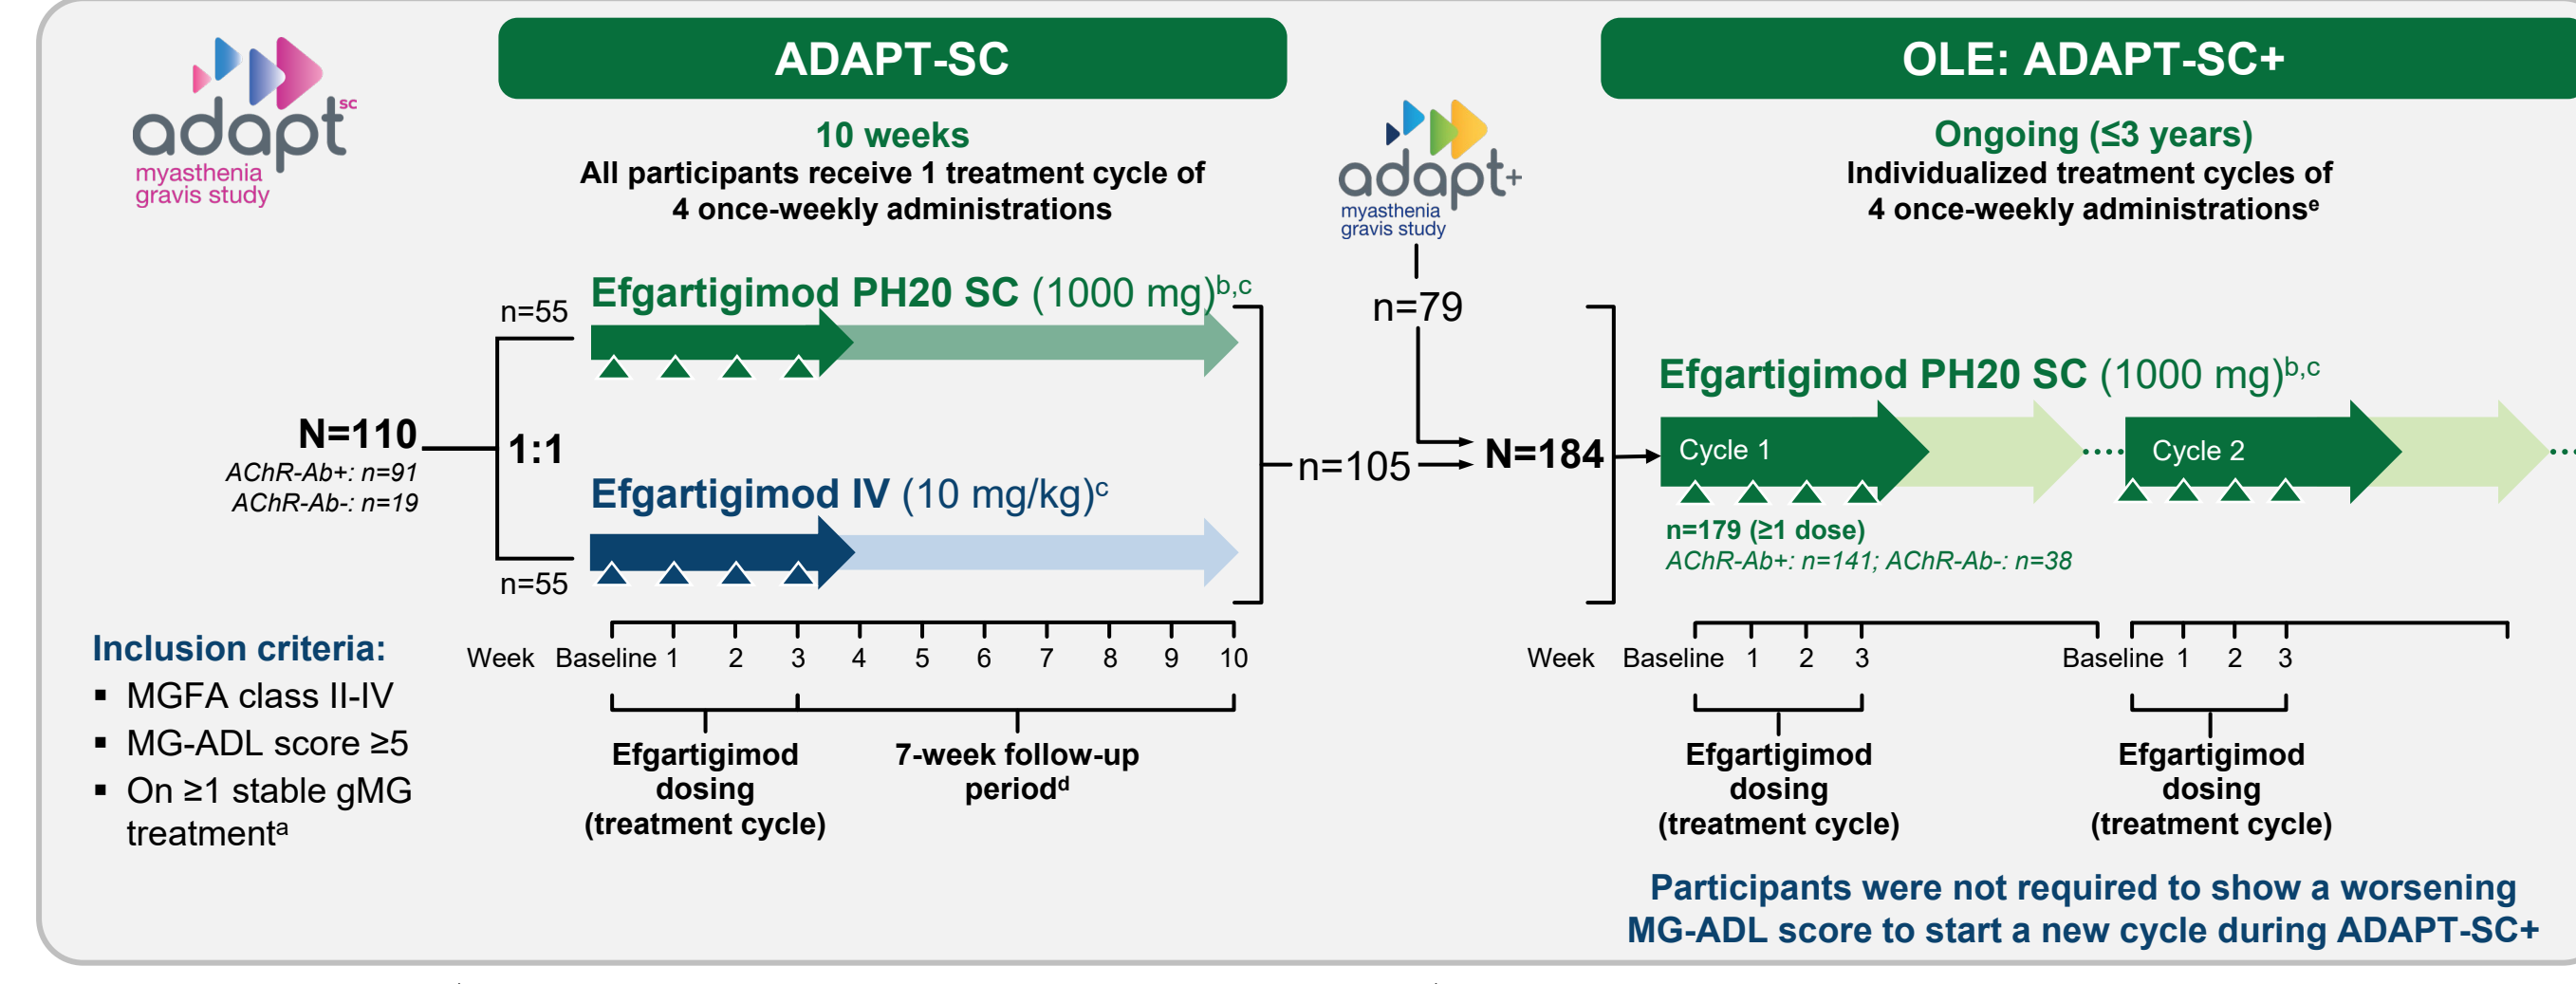 adapt SC
myasthenia
gravis study
ADAPT-SC
10 weeks
All participants receive 1 treatment cycle of
4 once-weekly administrations
N=110
AChR-Ab+: n=91
AChR-Ab-: n=19
1:1
n=55
Efgartigimod PH20 SC (1000 mg)b,c
Efgartigimod IV (10 mg/kg)c
n=55
Week Baseline 1 2 3 4 5 6 7 8 9 10
Efgartigimod
dosing
(treatment cycle)
7-week follow-up
periodd
Inclusion criteria:
▪ MGFA class II-IV
▪ MG-ADL score ≥5
▪ On ≥1 stable gMG
treatmenta
adapt+
myasthenia
gravis study
n=79
n=105
N=184
OLE: ADAPT-SC+
Ongoing (≤3 years)
Individualized treatment cycles of
4 once-weekly administrationse
Efgartigimod PH20 SC (1000 mg)b,c
Cycle 1
Cycle 2
n=179 (≥1 dose)
AChR-Ab+: n=141; AChR-Ab-: n=38
Week Baseline 1 2 3 Baseline 1 2 3
Efgartigimod
dosing
(treatment cycle)
Efgartigimod
dosing
(treatment cycle)
Participants were not required to show a worsening
MG-ADL score to start a new cycle during ADAPT-SC+